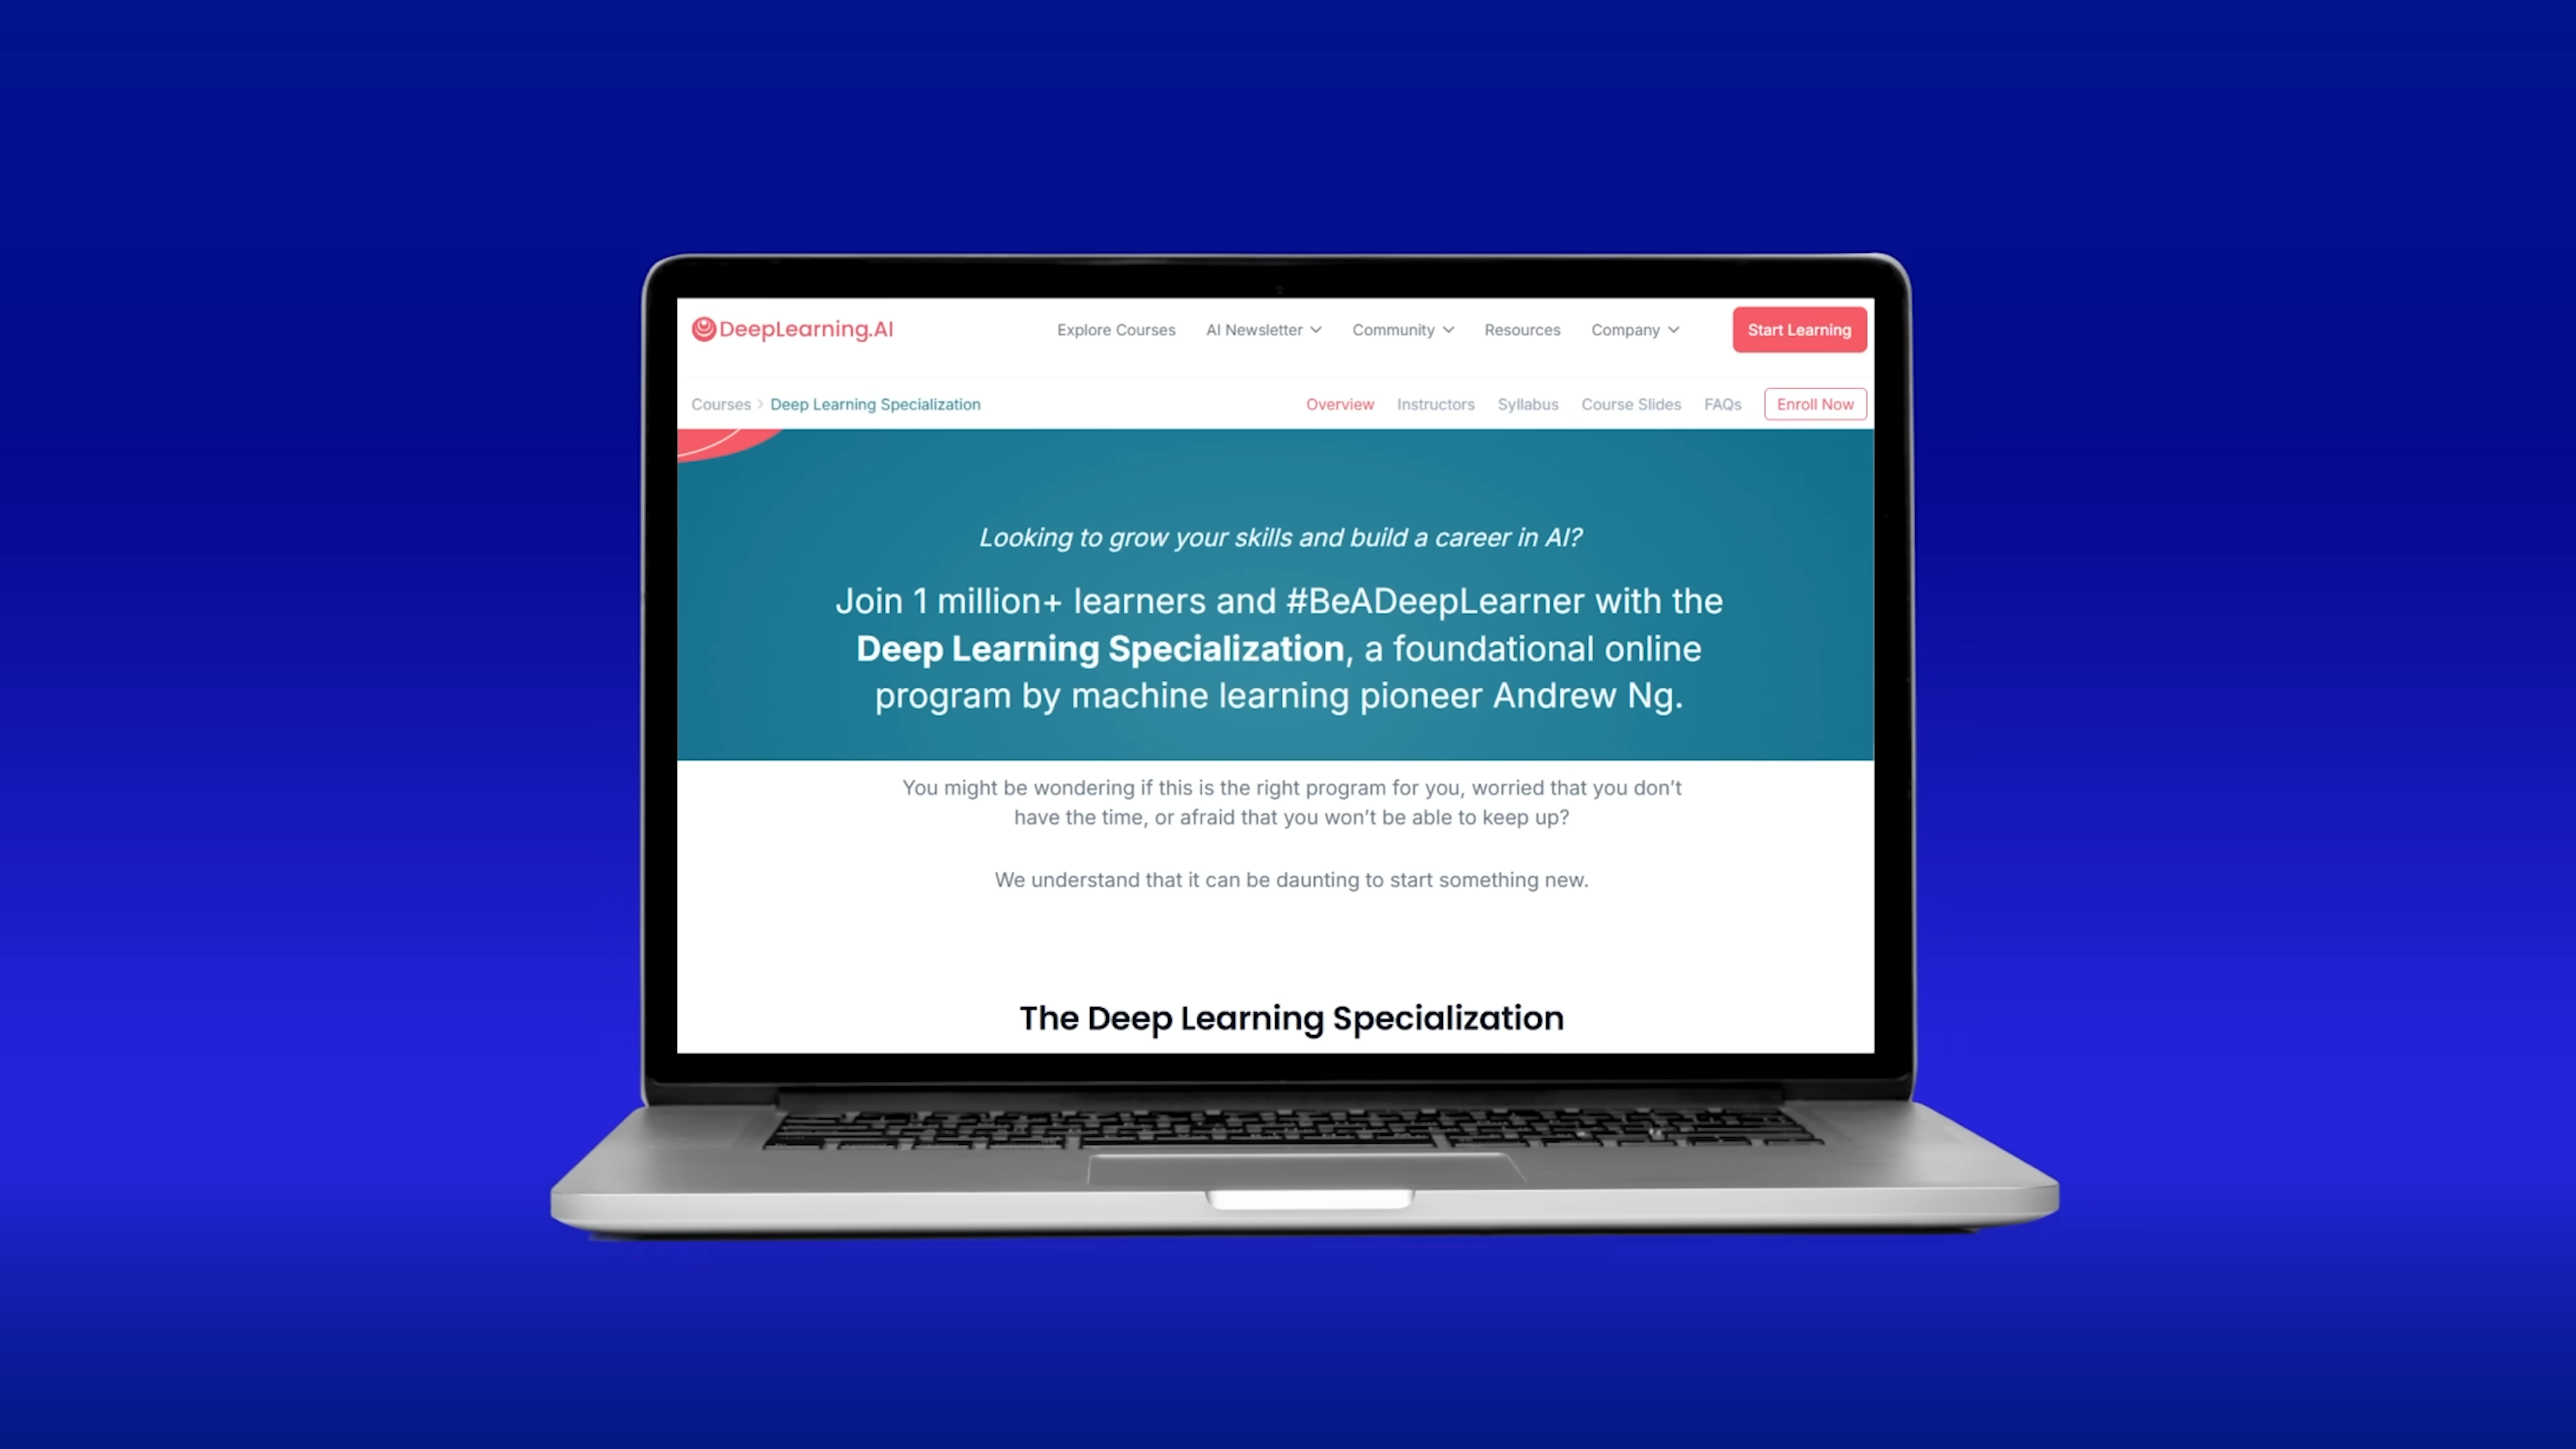 DeepLearning.AI
Explore Courses AI Newsletter Community Resources Company Start Learning
Courses > Deep Learning Specialization Overview Instructors Syllabus Course Slides FAQs Enroll Now
Looking to grow your skills and build a career in AI?
Join 1 million+ learners and #BeADeepLearner with the
Deep Learning Specialization, a foundational online
program by machine learning pioneer Andrew Ng.
You might be wondering if this is the right program for you, worried that you don’t
have the time, or afraid that you won’t be able to keep up?
We understand that it can be daunting to start something new.
The Deep Learning Specialization